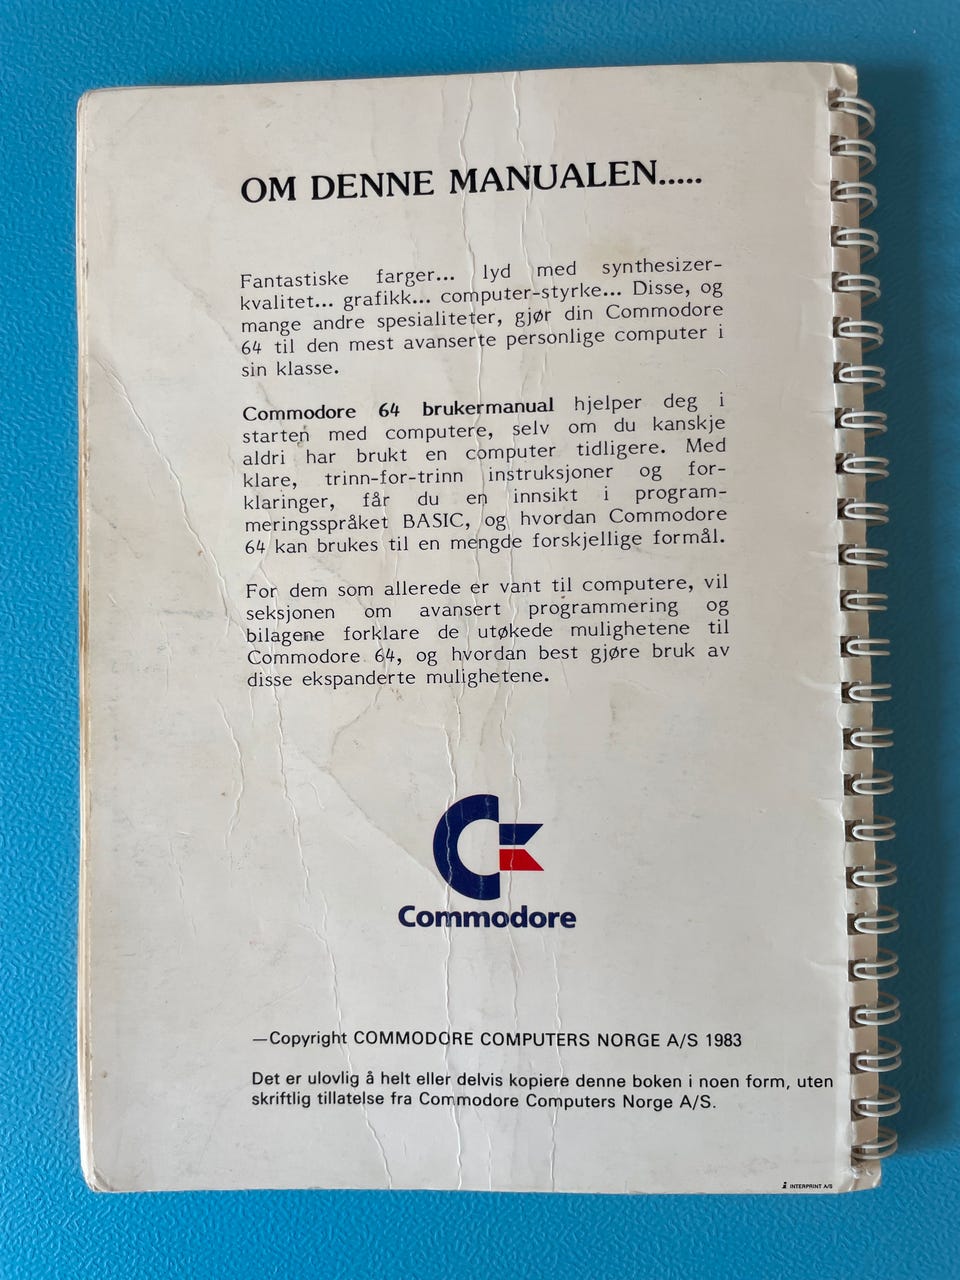 OM DENNE MANUALEN.....
Fantastiske farger... lyd med synthesizer-
kvalitet... grafikk... computer-styrke... Disse, og
mange andre spesialiteter, gjør din Commodore
64 til den mest avanserte personlige computer i
sin klasse.
Commodore 64 brukermanual hjelper deg i
starten med computere, selv om du kanskje
aldri har brukt en computer tidligere. Med
klare, trinn-for-trinn instruksjoner og for-
klaringer, får du en innsikt i program-
meringsspråket BASIC, og hvordan Commodore
64 kan brukes til en mengde forskjellige formål.
For dem som allerede er vant til computere, vil
seksjonen om avansert programmering og
bilagene forklare de utøkede mulighetene til
Commodore 64, og hvordan best gjøre bruk av
disse ekspanderte mulighetene.
Commodore
—Copyright COMMODORE COMPUTERS NORGE A/S 1983
Det er ulovlig å helt eller delvis kopiere denne boken i noen form, uten
skriftlig tillatelse fra Commodore Computers Norge A/S.
INTERPRINT A/S